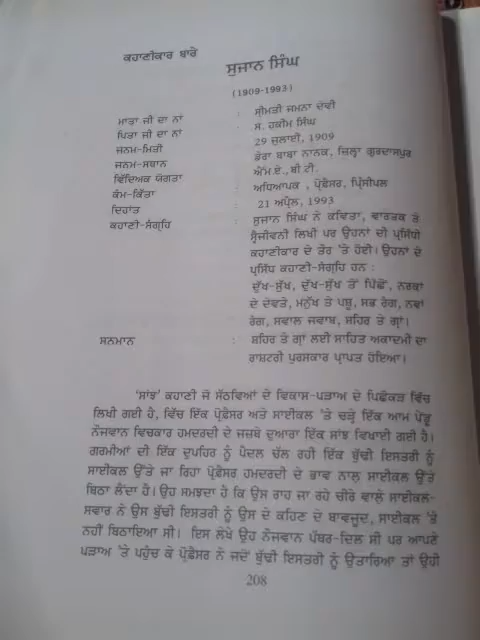 ਕਹਾਣੀਕਾਰ ਬਾਰੇ
ਸੁਜਾਨ ਸਿੰਘ
(1909-1993)
ਮਾਤਾ ਜੀ ਦਾ ਨਾਂ : ਸ੍ਰੀਮਤੀ ਜਮਨਾ ਦੇਵੀ
ਪਿਤਾ ਜੀ ਦਾ ਨਾਂ : ਸ. ਹਕੀਮ ਸਿੰਘ
ਜਨਮ-ਮਿਤੀ : 29 ਜੁਲਾਈ, 1909
ਜਨਮ-ਸਥਾਨ : ਡੇਰਾ ਬਾਬਾ ਨਾਨਕ, ਜ਼ਿਲ੍ਹਾ ਗੁਰਦਾਸਪੁਰ
ਵਿੱਦਿਅਕ ਯੋਗਤਾ : ਐੱਮ.ਏ.,ਬੀ.ਟੀ.
ਕੰਮ-ਕਿੱਤਾ : ਅਧਿਆਪਕ , ਪ੍ਰੋਫ਼ੈਸਰ, ਪ੍ਰਿੰਸੀਪਲ
ਦਿਹਾਂਤ : 21 ਅਪ੍ਰੈਲ, 1993
ਕਹਾਣੀ-ਸੰਗ੍ਰਹਿ : ਸੁਜਾਨ ਸਿੰਘ ਨੇ ਕਵਿਤਾ, ਵਾਰਤਕ ਤੇ
ਸ੍ਵੈਜੀਵਨੀ ਲਿਖੀ ਪਰ ਉਹਨਾਂ ਦੀ ਪ੍ਰਸਿੱਧੀ
ਕਹਾਣੀਕਾਰ ਦੇ ਤੌਰ 'ਤੇ ਹੋਈ। ਉਹਨਾਂ ਦੇ
ਪ੍ਰਸਿੱਧ ਕਹਾਣੀ-ਸੰਗ੍ਰਹਿ ਹਨ :
ਦੁੱਖ-ਸੁੱਖ, ਦੁੱਖ-ਸੁੱਖ ਤੋਂ ਪਿੱਛੋਂ, ਨਰਕਾਂ
ਦੇ ਦੇਵਤੇ, ਮਨੁੱਖ ਤੇ ਪਸ਼ੂ, ਸਭ ਰੰਗ, ਨਵਾਂ
ਰੰਗ, ਸਵਾਲ ਜਵਾਬ, ਸ਼ਹਿਰ ਤੇ ਗ੍ਰਾਂ।
ਸਨਮਾਨ : ਸ਼ਹਿਰ ਤੇ ਗ੍ਰਾਂ ਲਈ ਸਾਹਿਤ ਅਕਾਦਮੀ ਦਾ
ਰਾਸ਼ਟਰੀ ਪੁਰਸਕਾਰ ਪ੍ਰਾਪਤ ਹੋਇਆ।
'ਸਾਂਝ' ਕਹਾਣੀ ਜੋ ਸੱਠਵਿਆਂ ਦੇ ਵਿਕਾਸ-ਪੜਾਅ ਦੇ ਪਿਛੋਕੜ ਵਿੱਚ
ਲਿਖੀ ਗਈ ਹੈ, ਵਿੱਚ ਇੱਕ ਪ੍ਰੋਫ਼ੈਸਰ ਅਤੇ ਸਾਈਕਲ 'ਤੇ ਚੜ੍ਹੇ ਇੱਕ ਆਮ ਪੇਂਡੂ
ਨੌਜਵਾਨ ਵਿਚਕਾਰ ਹਮਦਰਦੀ ਦੇ ਜਜ਼ਬੇ ਦੁਆਰਾ ਇੱਕ ਸਾਂਝ ਵਿਖਾਈ ਗਈ ਹੈ।
ਗਰਮੀਆਂ ਦੀ ਇੱਕ ਦੁਪਹਿਰ ਨੂੰ ਪੈਦਲ ਚੱਲ ਰਹੀ ਇੱਕ ਬੁੱਢੀ ਇਸਤਰੀ ਨੂੰ
ਸਾਈਕਲ ਉੱਤੇ ਜਾ ਰਿਹਾ ਪ੍ਰੋਫ਼ੈਸਰ ਹਮਦਰਦੀ ਦੇ ਭਾਵ ਨਾਲ਼ ਸਾਈਕਲ ਉੱਤੇ
ਬਿਠਾ ਲੈਂਦਾ ਹੈ। ਉਹ ਸਮਝਦਾ ਹੈ ਕਿ ਉਸ ਰਾਹ ਜਾ ਰਹੇ ਚੀਰੇ ਵਾਲ਼ੇ ਸਾਈਕਲ-
ਸਵਾਰ ਨੇ ਉਸ ਬੁੱਢੀ ਇਸਤਰੀ ਨੂੰ ਉਸ ਦੇ ਕਹਿਣ ਦੇ ਬਾਵਜੂਦ, ਸਾਈਕਲ 'ਤੇ
ਨਹੀਂ ਬਿਠਾਇਆ ਸੀ। ਇਸ ਲੇਖੇ ਉਹ ਨੌਜਵਾਨ ਪੱਥਰ-ਦਿਲ ਸੀ ਪਰ ਆਪਣੇ
ਪੜਾਅ 'ਤੇ ਪਹੁੰਚ ਕੇ ਪ੍ਰੋਫ਼ੈਸਰ ਨੇ ਜਦੋਂ ਬੁੱਢੀ ਇਸਤਰੀ ਨੂੰ ਉਤਾਰਿਆ ਤਾਂ ਉਹੀ
208